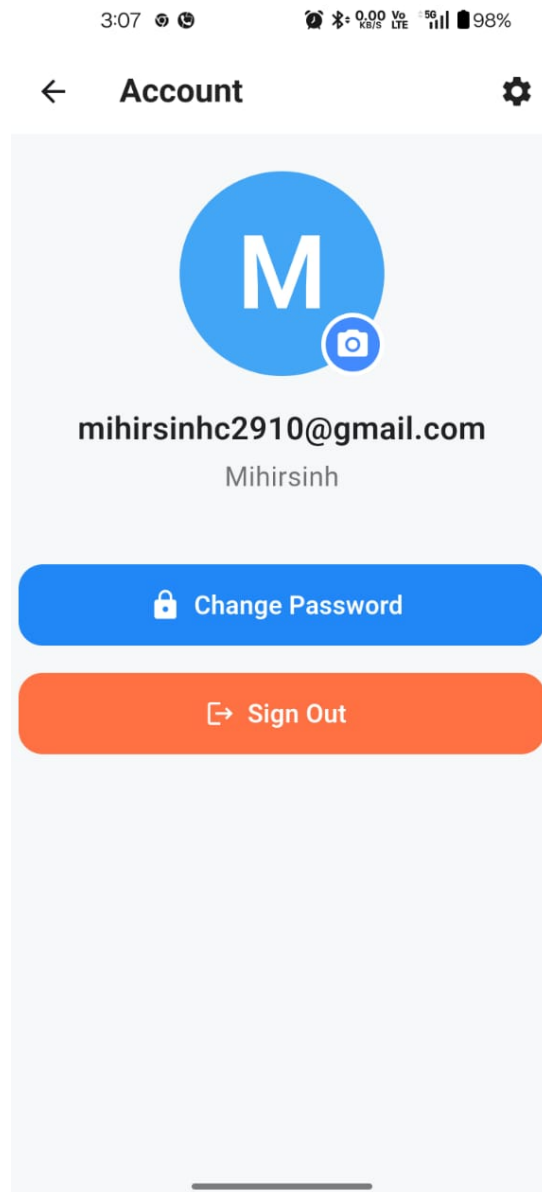 3:07 0.00 KB/S Vo LTE 5G 98%
Account
M
mihirsinhc2910@gmail.com
Mihirsinh
Change Password
Sign Out